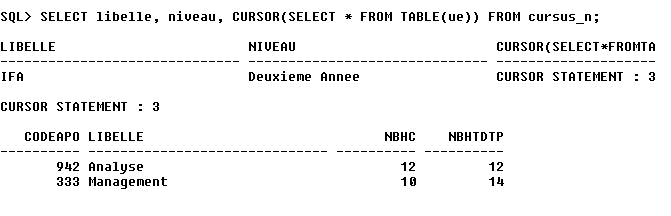 SQL> SELECT libelle, niveau, CURSOR(SELECT * FROM TABLE(ue)) FROM cursus_n;
LIBELLE NIVEAU CURSOR(SELECT*FROMTA
------------------------------ ------------------------------ --------------------
IFA Deuxieme Annee CURSOR STATEMENT : 3
CURSOR STATEMENT : 3
CODEAPO LIBELLE NBHC NBHTDTP
---------- ------------------------------ ---------- ----------
942 Analyse 12 12
333 Management 10 14